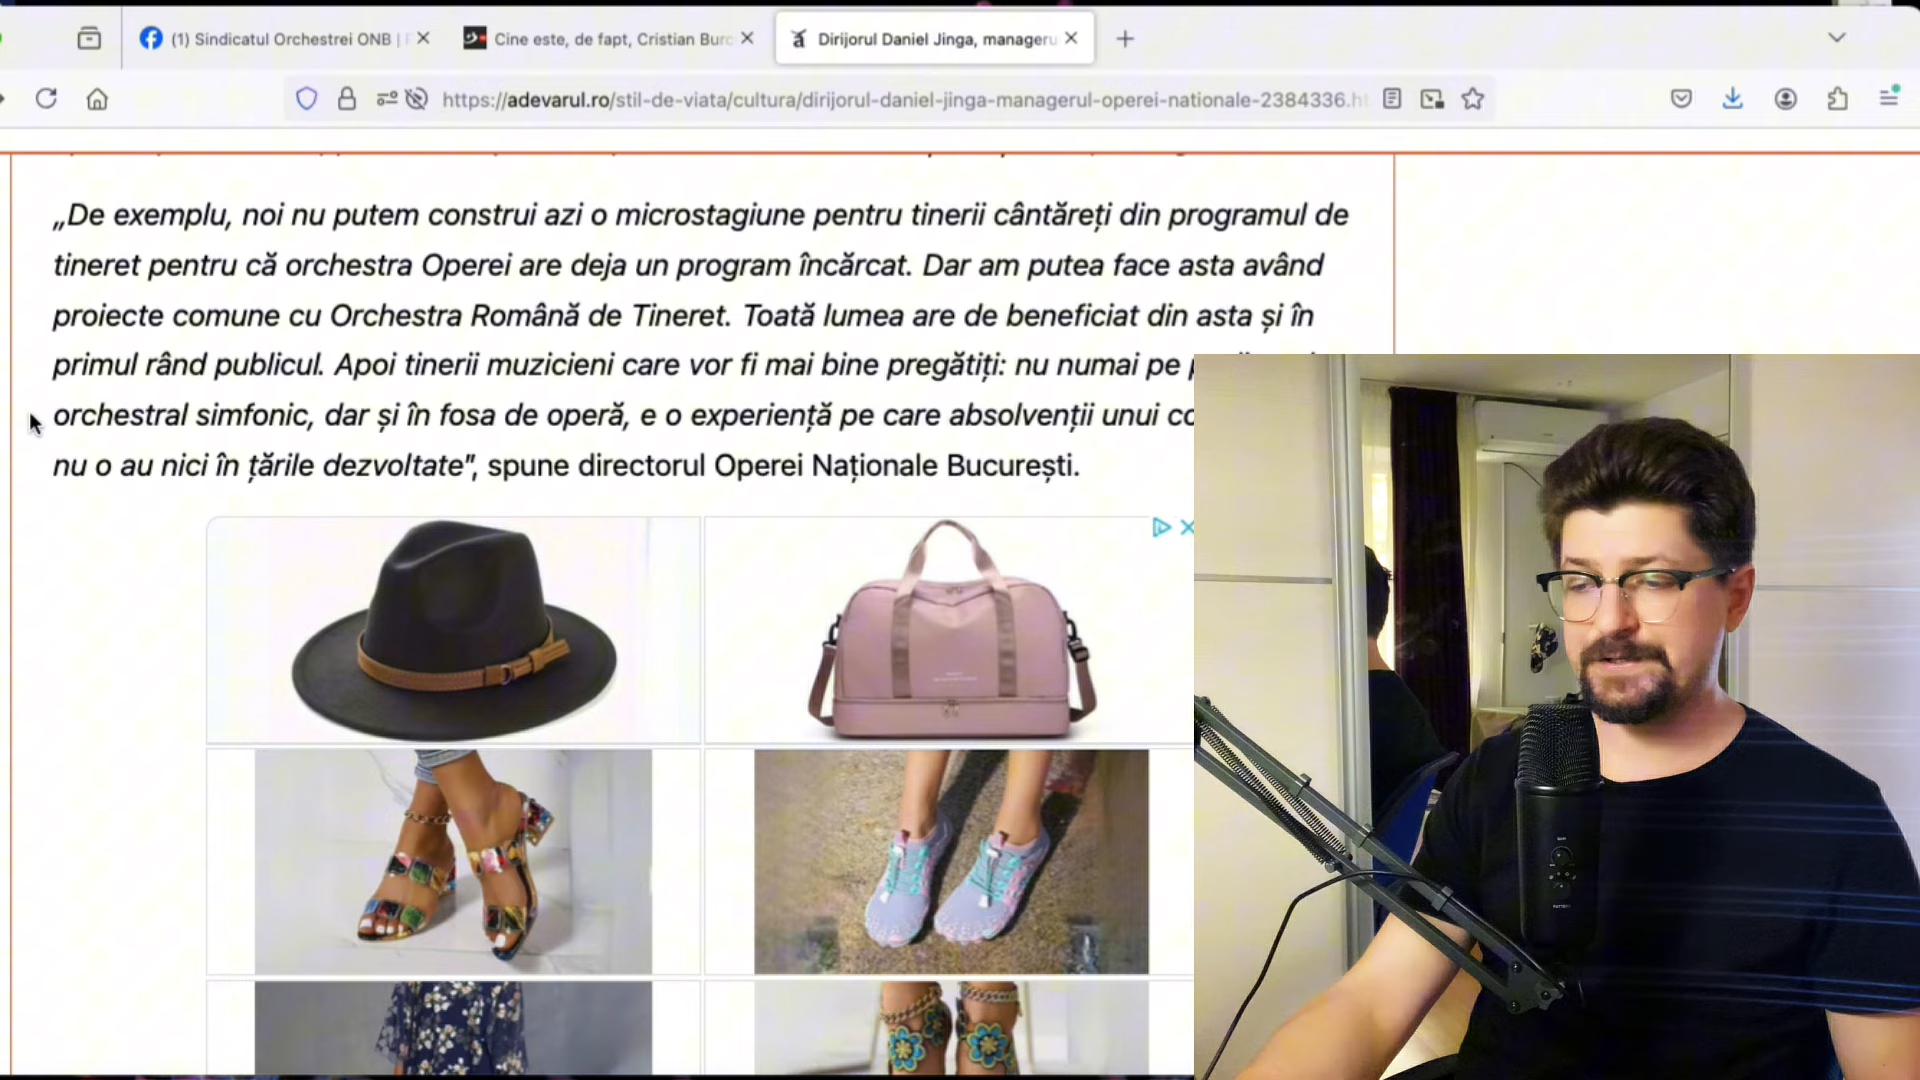 (1) Sindicatul Orchestrei ONB |
Cine este, de fapt, Cristian Burc
Dirijorul Daniel Jinga, manageru
https://adevarul.ro/stil-de-viata/cultura/dirijorul-daniel-jinga-managerul-operei-nationale-2384336.ht
„De exemplu, noi nu putem construi azi o microstagiune pentru tinerii cântăreți din programul de
tineret pentru că orchestra Operei are deja un program încărcat. Dar am putea face asta având
proiecte comune cu Orchestra Română de Tineret. Toată lumea are de beneficiat din asta și în
primul rând publicul. Apoi tinerii muzicieni care vor fi mai bine pregătiți: nu numai pe
orchestral simfonic, dar și în fosa de operă, e o experiență pe care absolvenții unui co
nu o au nici în țările dezvoltate”, spune directorul Operei Naționale București.